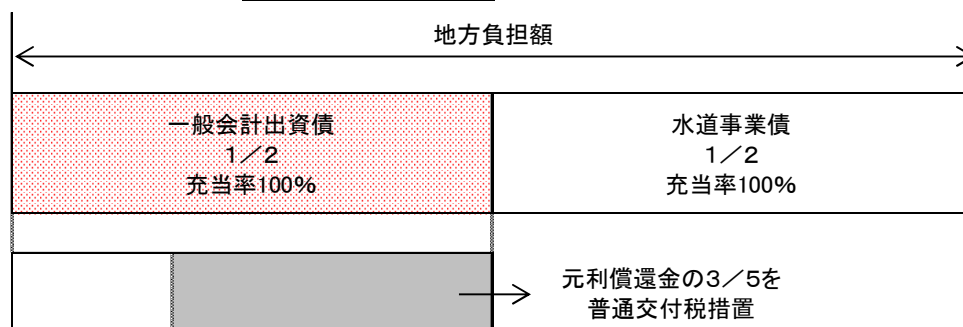 地方負担額
一般会計出資債
1／2
充当率100%
水道事業債
1／2
充当率100%
元利償還金の3／5を
普通交付税措置